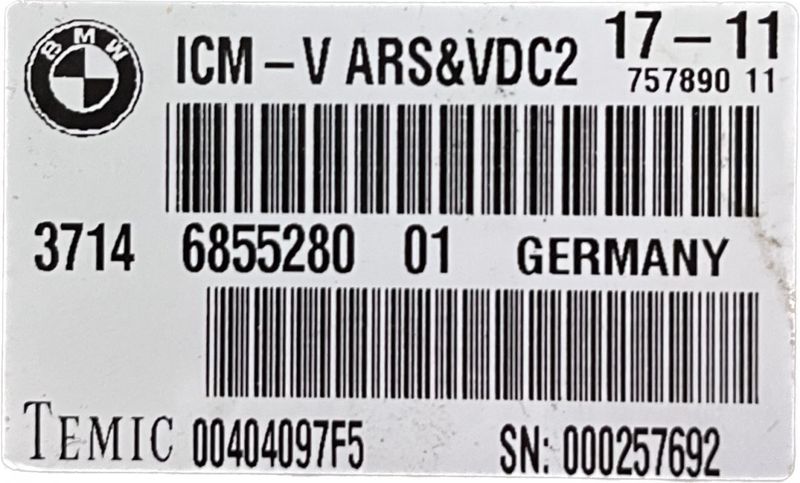 BMW
ICM – V ARS&VDC2 17 – 11
757890 11
3714 6855280 01 GERMANY
TEMIC 00404097F5 SN: 000257692